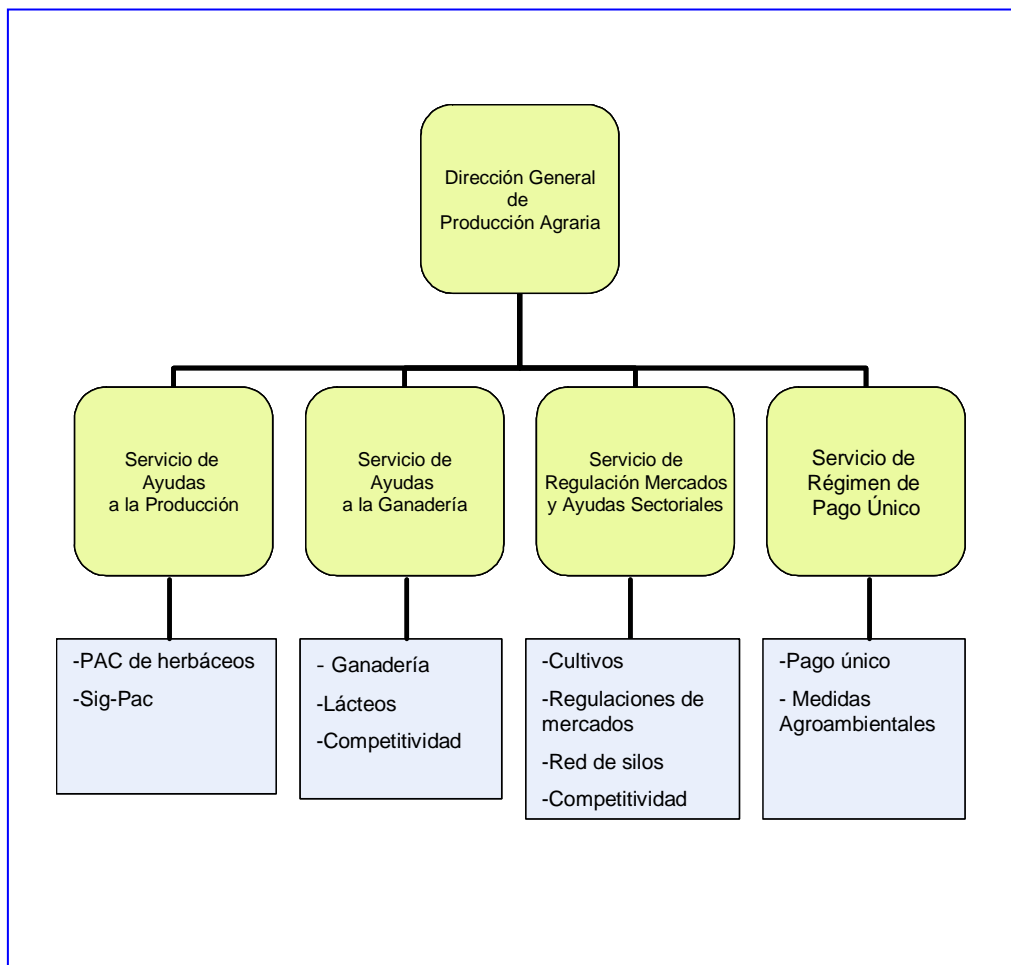 Dirección General
de
Producción Agraria
Servicio de
Ayudas
a la Producción
Servicio de
Ayudas
a la Ganadería
Servicio de
Regulación Mercados
y Ayudas Sectoriales
Servicio de
Régimen de
Pago Único
-PAC de herbáceos
-Sig-Pac
- Ganadería
-Lácteos
-Competitividad
-Cultivos
-Regulaciones de
mercados
-Red de silos
-Competitividad
-Pago único
- Medidas
Agroambientales